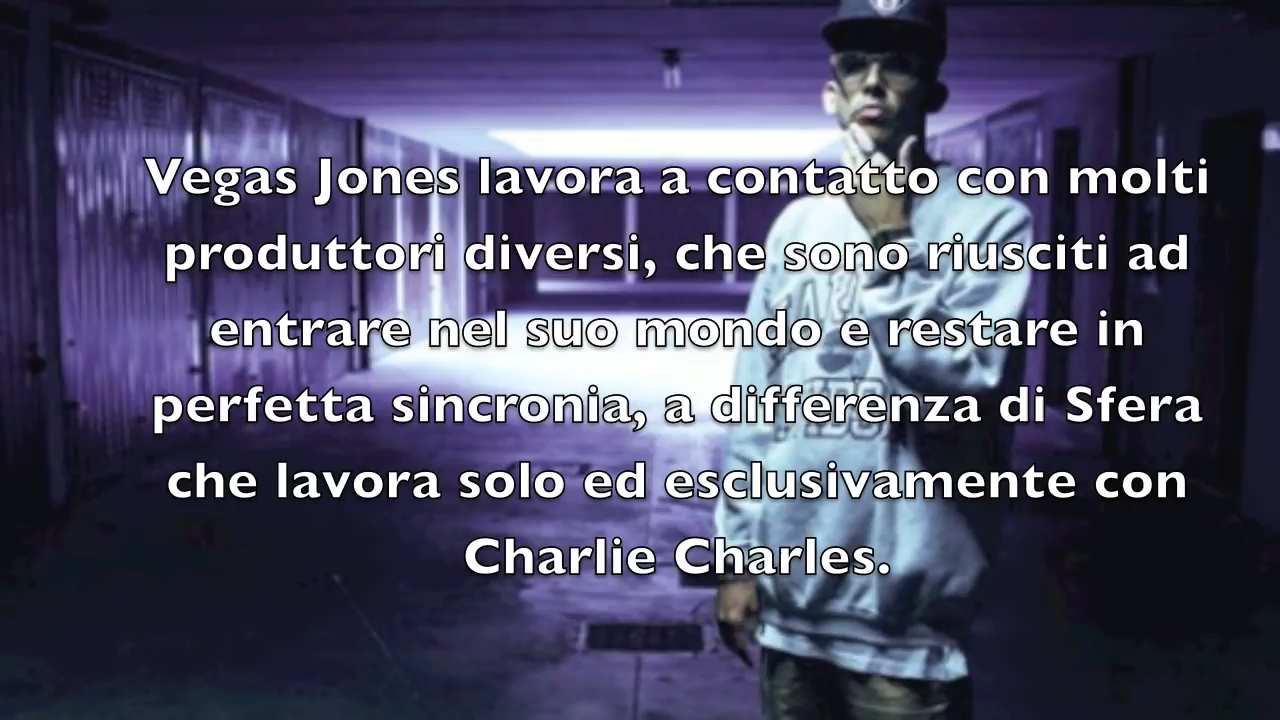 Vegas Jones lavora a contatto con molti
produttori diversi, che sono riusciti ad
entrare nel suo mondo e restare in
perfetta sincronia, a differenza di Sfera
che lavora solo ed esclusivamente con
Charlie Charles.